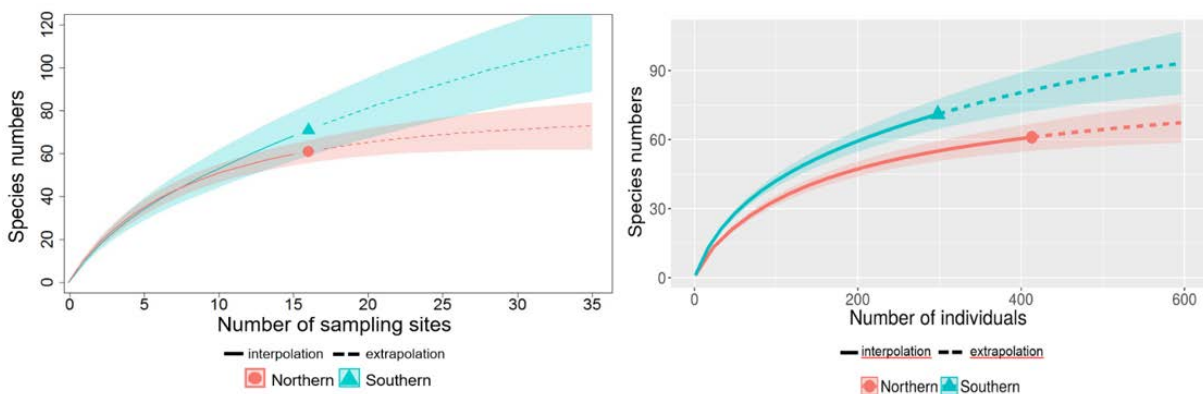 Species numbers
120
100
80
60
40
20
0
0 5 10 15 20 25 30 35
Number of sampling sites
interpolation extrapolation
Northern Southern
Species numbers
90
60
30
0
0 200 400 600
Number of individuals
interpolation extrapolation
Northern Southern